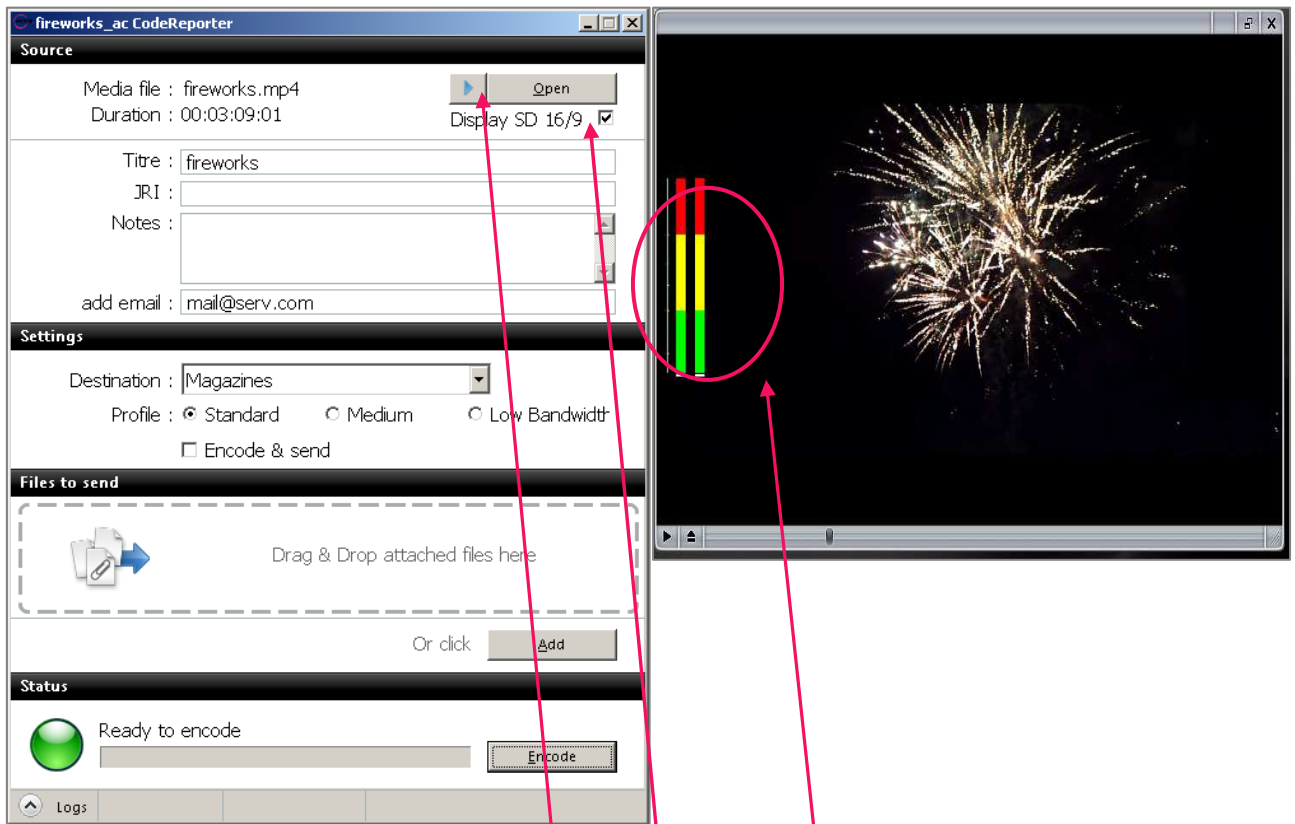 fireworks_ac CodeReporter
Source
Media file : fireworks.mp4
Open
Duration : 00:03:09:01
Display SD 16/9
Titre : fireworks
JRI :
Notes :
add email : mail@serv.com
Settings
Destination : Magazines
Profile : Standard Medium Low Bandwidth
Encode & send
Files to send
Drag & Drop attached files here
Or click Add
Status
Ready to encode
Encode
Logs